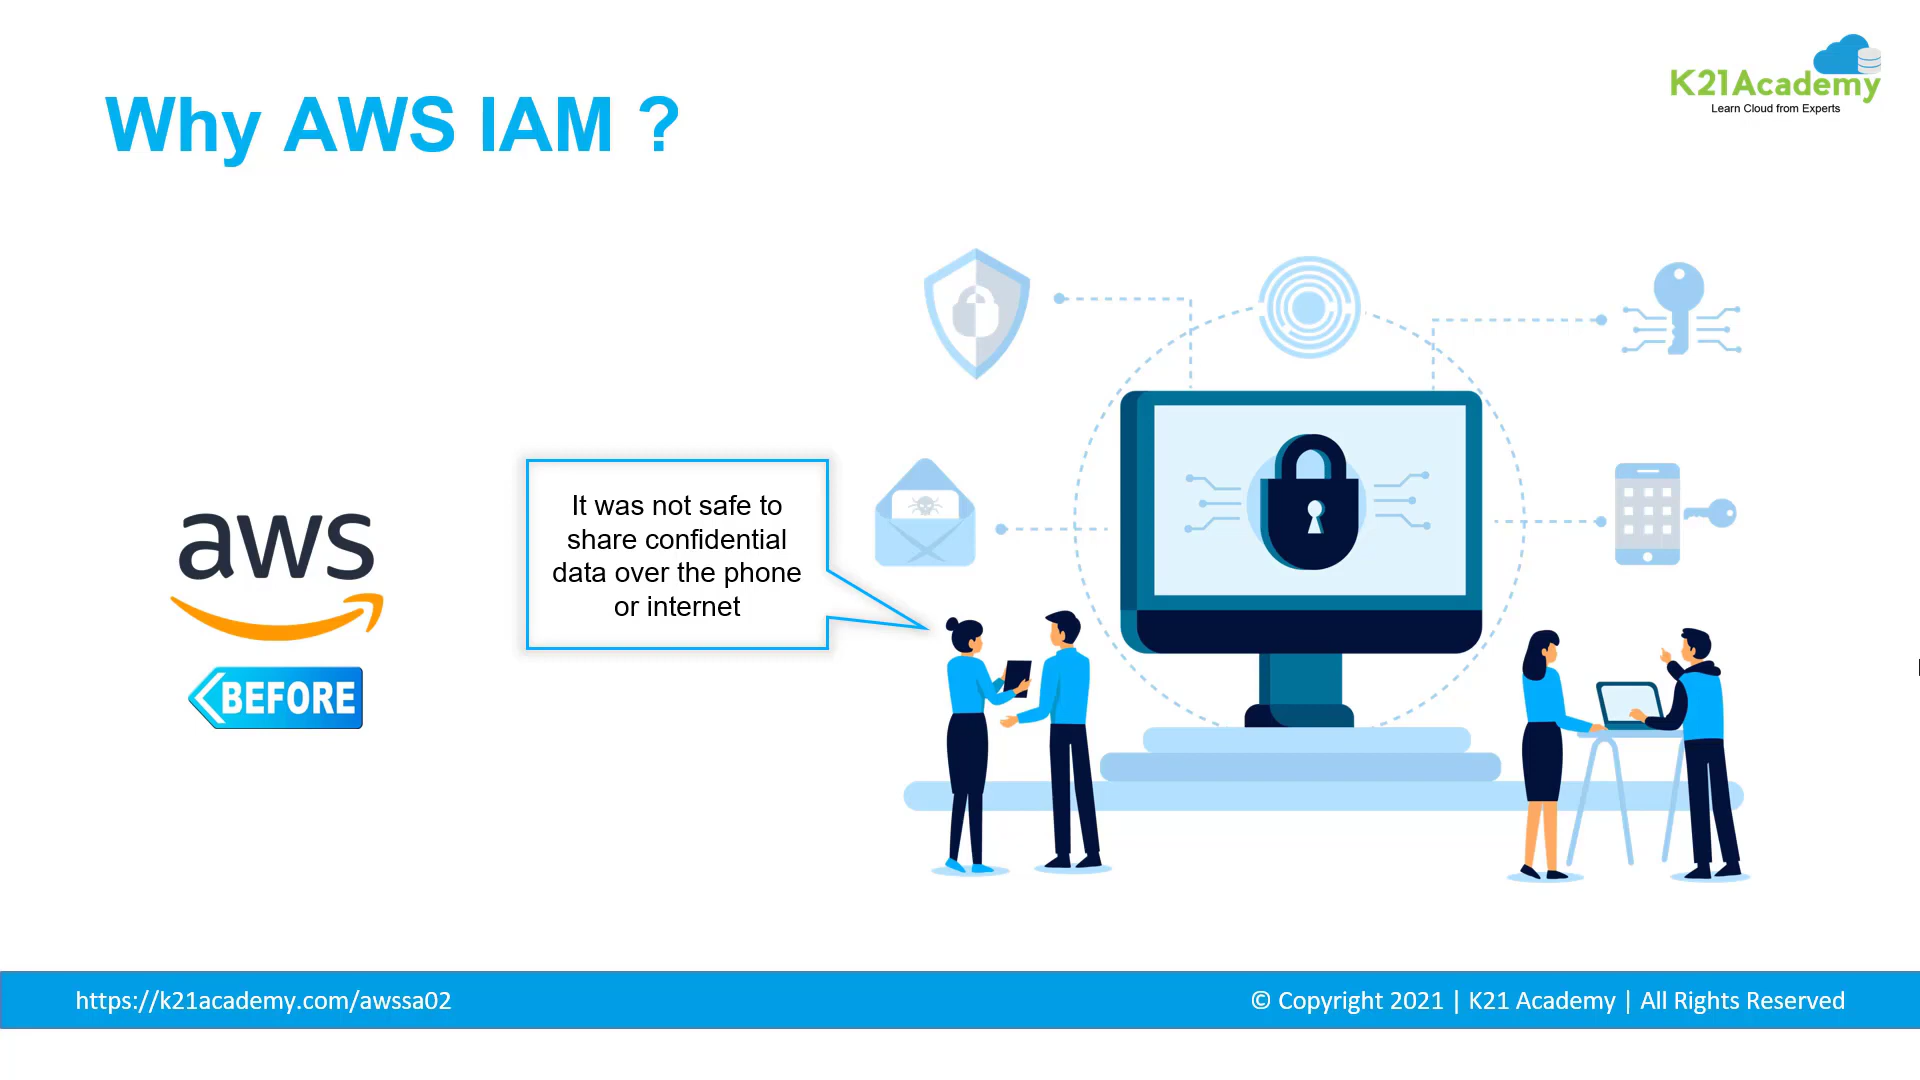 K21Academy
Learn Cloud from Experts
Why AWS IAM ?
It was not safe to
share confidential
data over the phone
or internet
aws
BEFORE
https://k21academy.com/awssa02
© Copyright 2021 | K21 Academy | All Rights Reserved